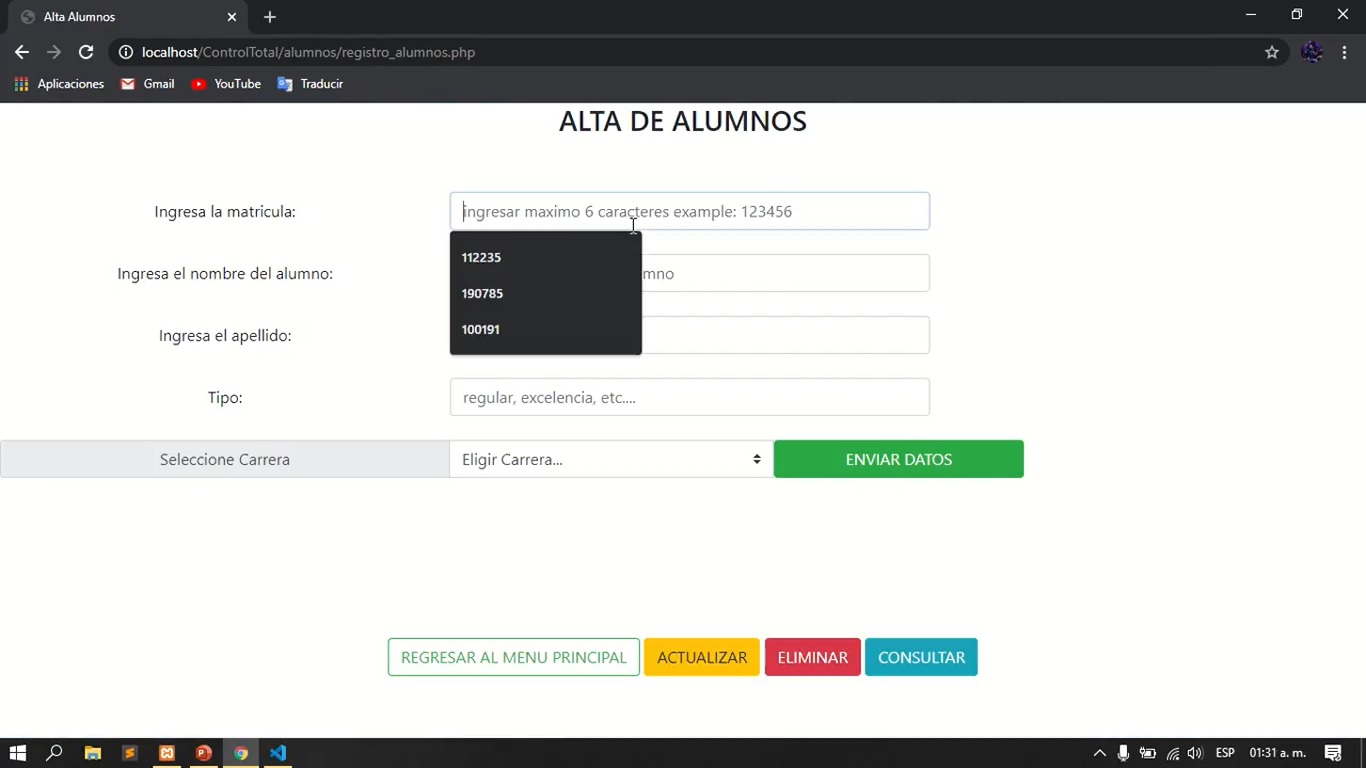 Alta Alumnos
localhost/ControlTotal/alumnos/registro_alumnos.php
Aplicaciones Gmail YouTube Traducir
ALTA DE ALUMNOS
Ingresa la matricula: ingresar maximo 6 caracteres example: 123456
112235
Ingresa el nombre del alumno: mno
190785
100191
Ingresa el apellido:
Tipo: regular, excelencia, etc....
Seleccione Carrera Eligir Carrera... ENVIAR DATOS
REGRESAR AL MENU PRINCIPAL ACTUALIZAR ELIMINAR CONSULTAR
ESP 01:31 a. m.